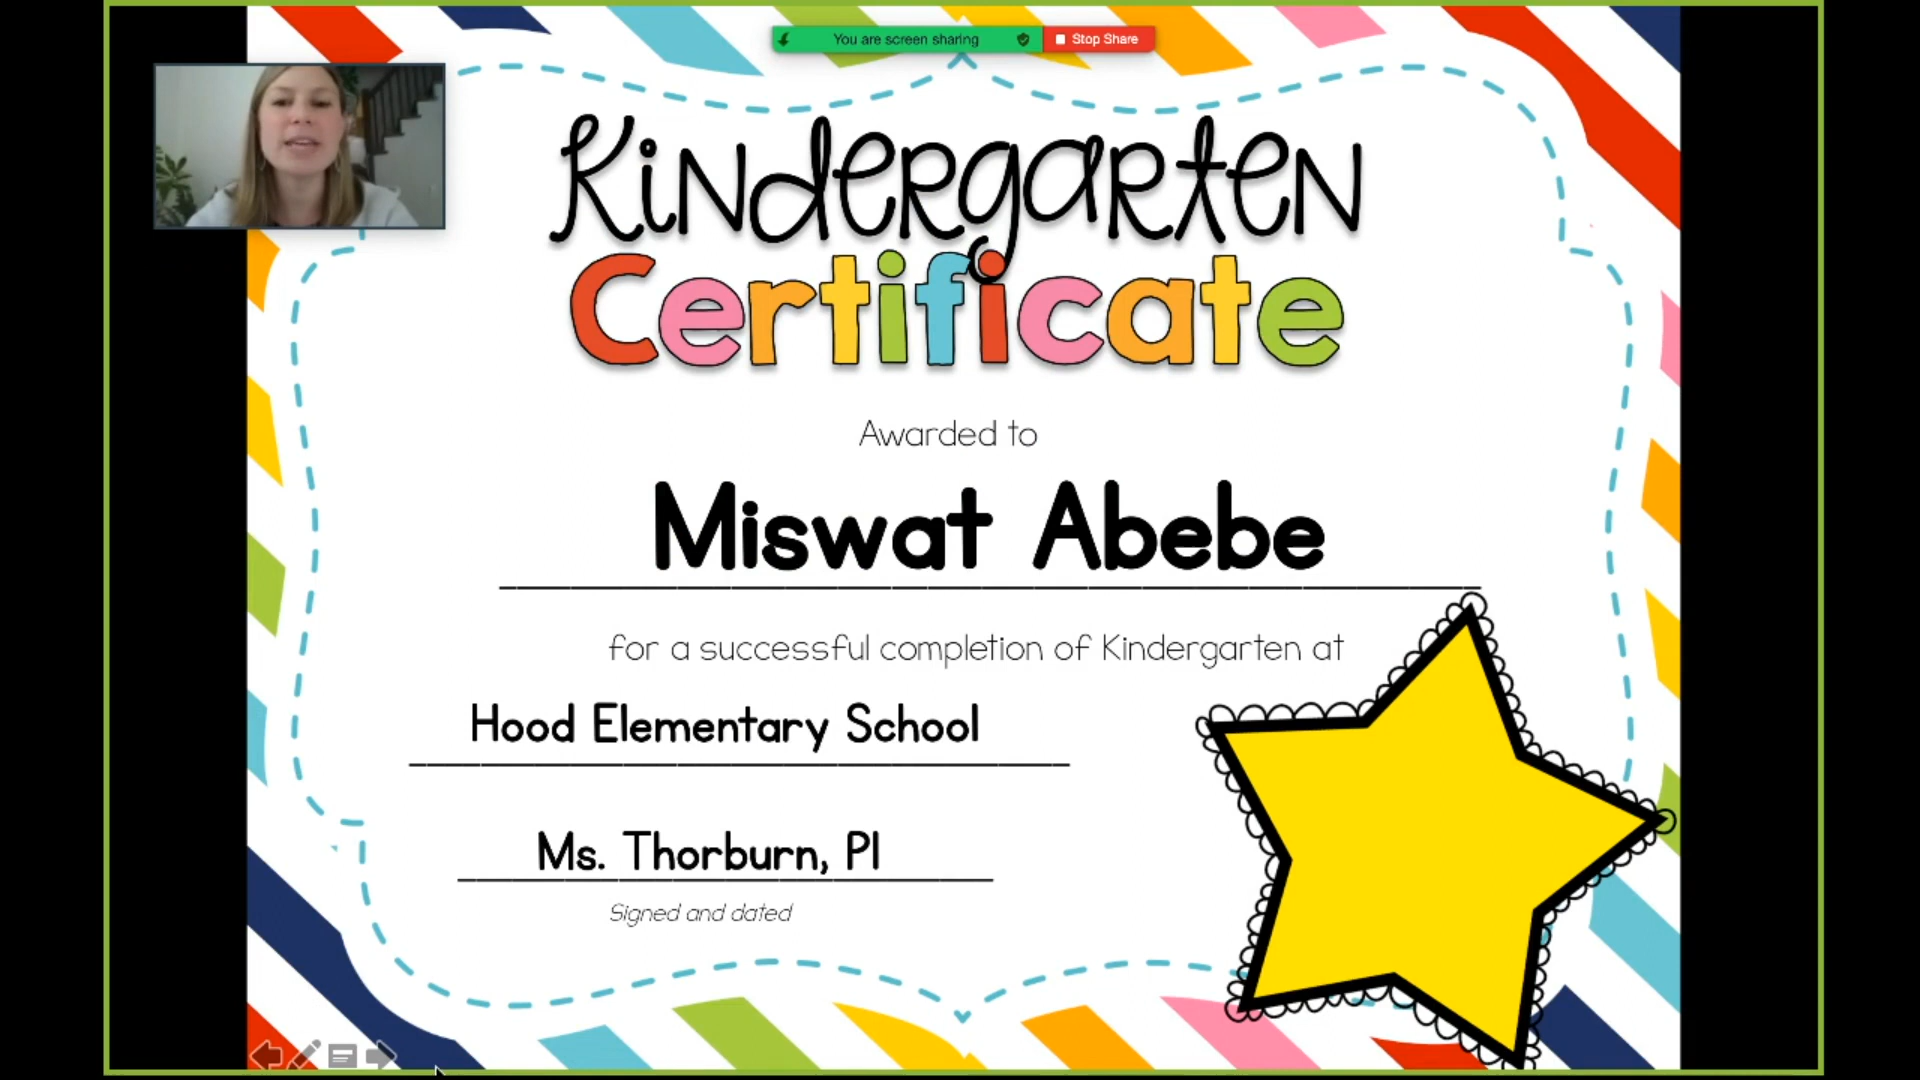 You are screen sharing Stop Share
Kindergarten
Certificate
Awarded to
Miswat Abebe
for a successful completion of Kindergarten at
Hood Elementary School
Ms. Thorburn, P1
Signed and dated